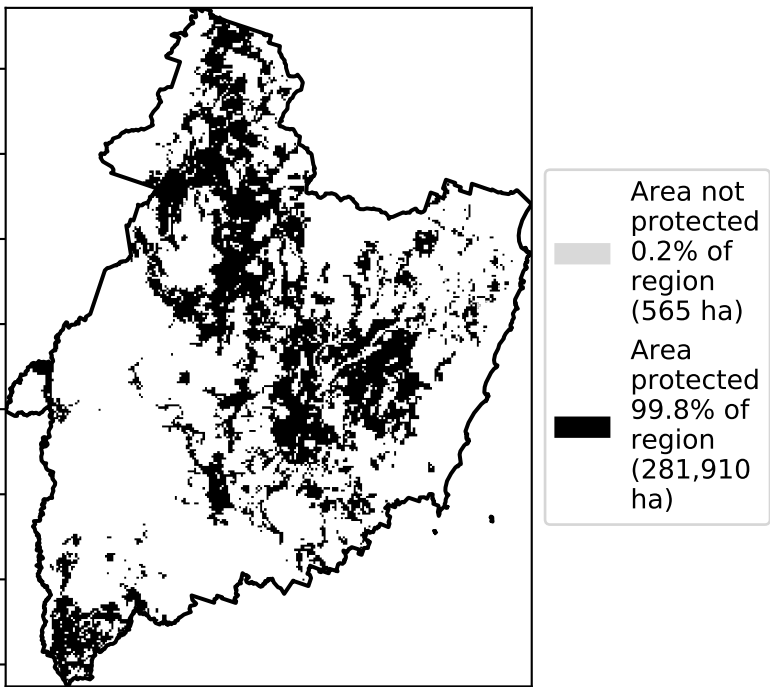 Area not
protected
0.2% of
region
(565 ha)
Area
protected
99.8% of
region
(281,910
ha)